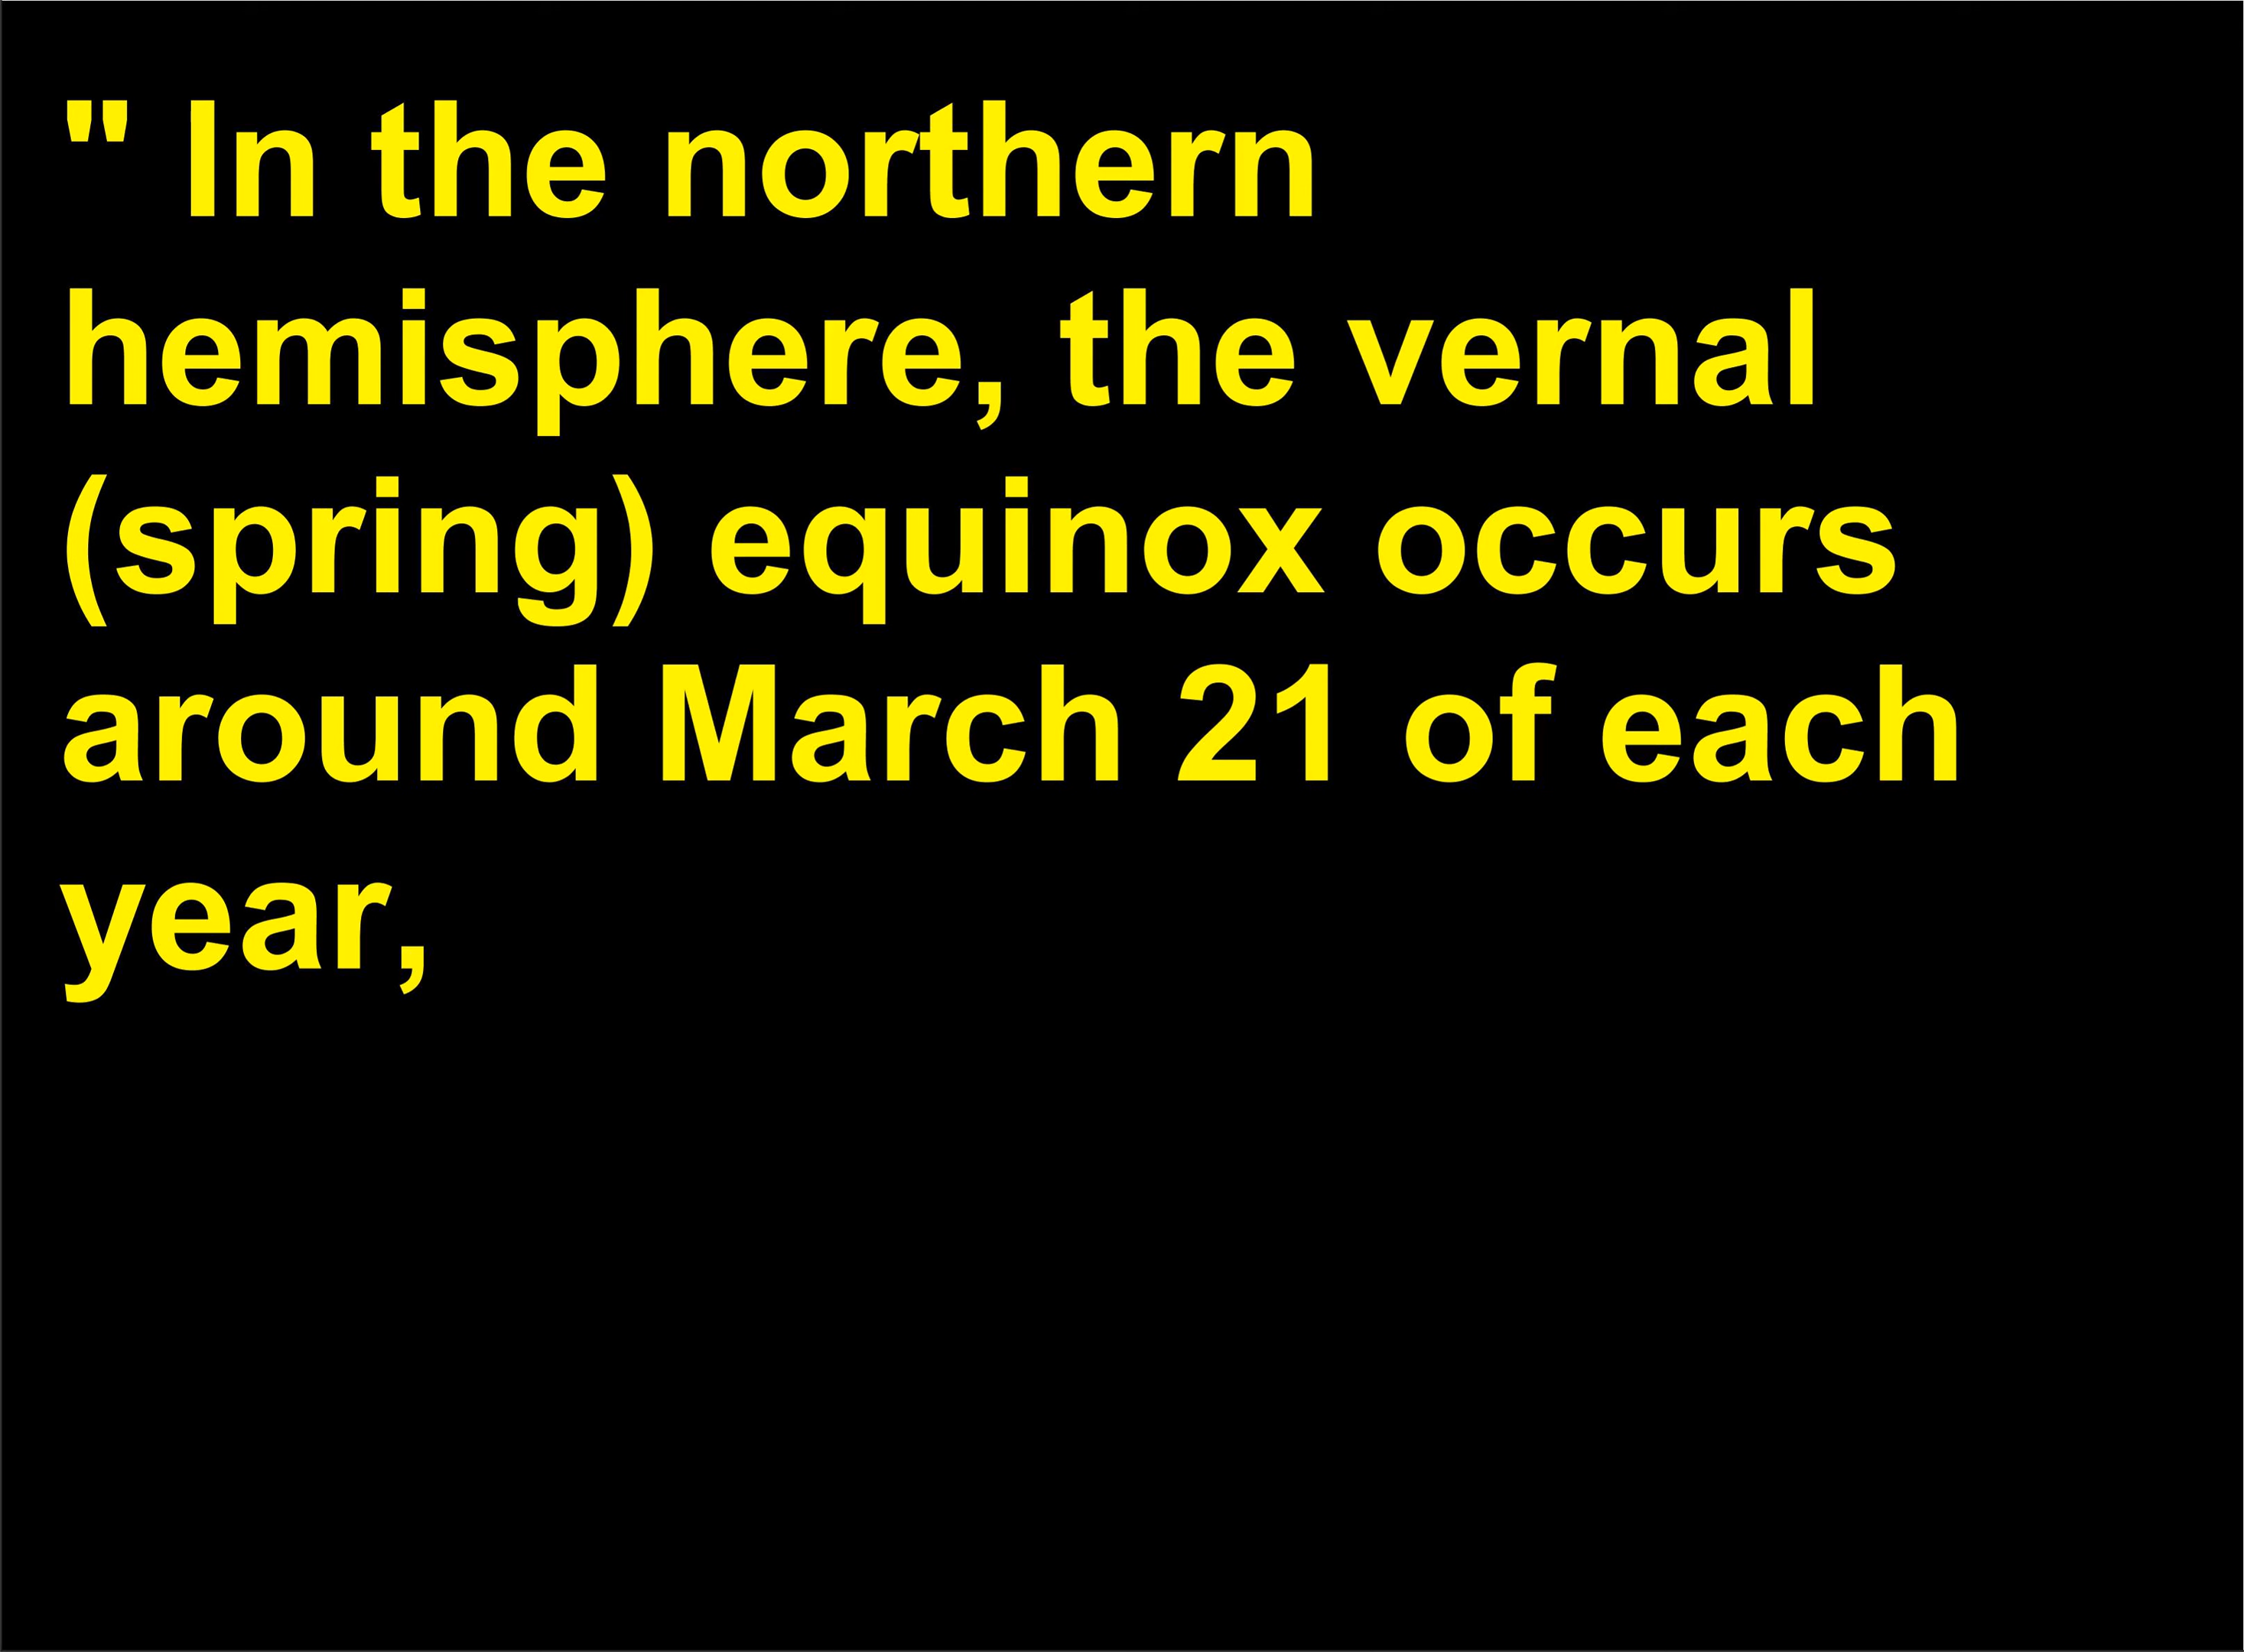 " In the northern
hemisphere, the vernal
(spring) equinox occurs
around March 21 of each
year,